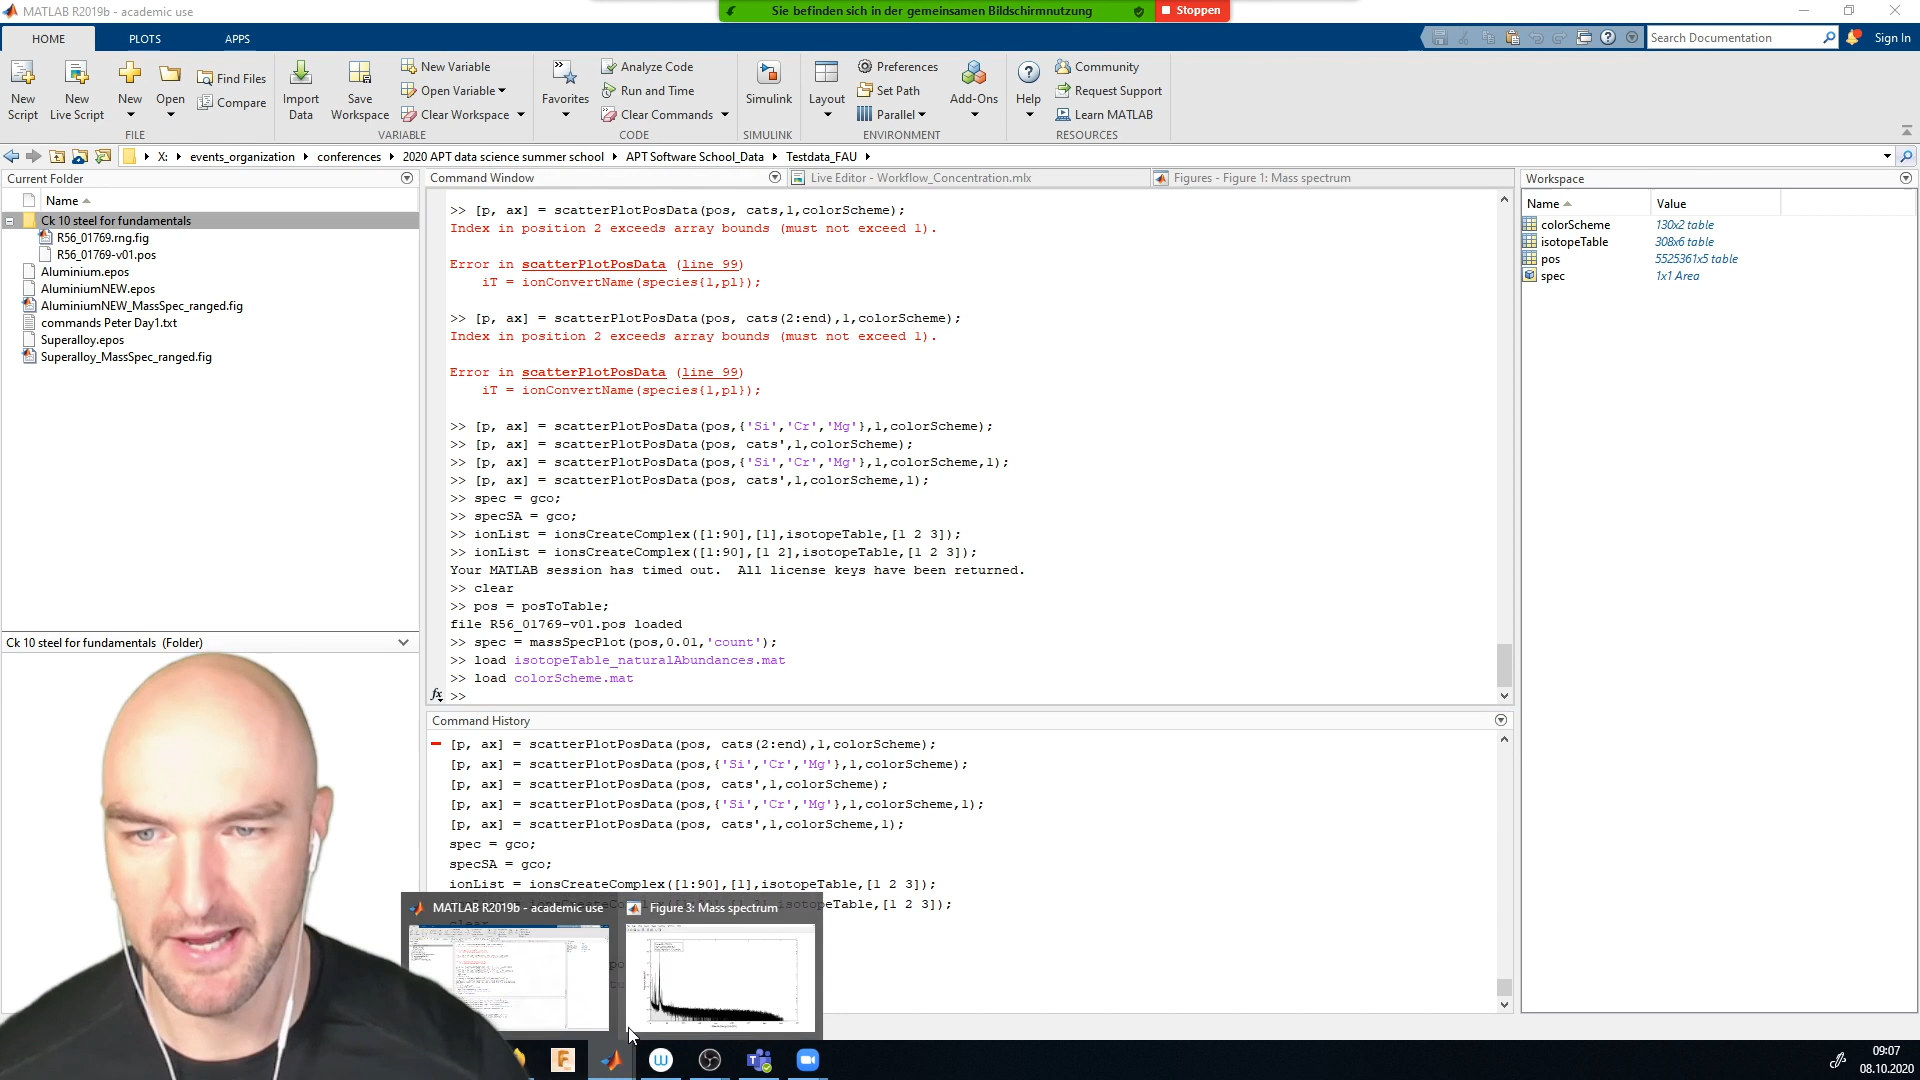 MATLAB R2019b - academic use
Sie befinden sich in der gemeinsamen Bildschirmnutzung
Stoppen
HOME
PLOTS
APPS
Search Documentation
Sign In
New Script
New Live Script
New
Open
Find Files
Compare
FILE
Import Data
Save Workspace
New Variable
Open Variable
Clear Workspace
VARIABLE
Favorites
Analyze Code
Run and Time
Clear Commands
CODE
Simulink
SIMULINK
Layout
Preferences
Set Path
Parallel
Add-Ons
ENVIRONMENT
Help
Community
Request Support
Learn MATLAB
RESOURCES
X: events_organization conferences 2020 APT data science summer school APT Software School_Data Testdata_FAU
Current Folder
Name
Ck 10 steel for fundamentals
R56_01769.rng.fig
R56_01769-v01.pos
Aluminium.epos
AluminiumNEW.epos
AluminiumNEW_MassSpec_ranged.fig
commands Peter Day1.txt
Superalloy.epos
Superalloy_MassSpec_ranged.fig
Ck 10 steel for fundamentals (Folder)
Command Window
Live Editor - Workflow_Concentration.mlx
Figures - Figure 1: Mass spectrum
>> [p, ax] = scatterPlotPosData(pos, cats,1,colorScheme);
Index in position 2 exceeds array bounds (must not exceed 1).
Error in scatterPlotPosData (line 99)
iT = ionConvertName(species{1,pl});
>> [p, ax] = scatterPlotPosData(pos, cats(2:end),1,colorScheme);
Index in position 2 exceeds array bounds (must not exceed 1).
Error in scatterPlotPosData (line 99)
iT = ionConvertName(species{1,pl});
>> [p, ax] = scatterPlotPosData(pos,{'Si','Cr','Mg'},1,colorScheme);
>> [p, ax] = scatterPlotPosData(pos, cats',1,colorScheme);
>> [p, ax] = scatterPlotPosData(pos,{'Si','Cr','Mg'},1,colorScheme,1);
>> [p, ax] = scatterPlotPosData(pos, cats',1,colorScheme,1);
>> spec = gco;
>> specSA = gco;
>> ionList = ionsCreateComplex([1:90],[1],isotopeTable,[1 2 3]);
>> ionList = ionsCreateComplex([1:90],[1 2],isotopeTable,[1 2 3]);
Your MATLAB session has timed out. All license keys have been returned.
>> clear
>> pos = posToTable;
file R56_01769-v01.pos loaded
>> spec = massSpecPlot(pos,0.01,'count');
>> load isotopeTable_naturalAbundances.mat
>> load colorScheme.mat
fx >>
Command History
[p, ax] = scatterPlotPosData(pos, cats(2:end),1,colorScheme);
[p, ax] = scatterPlotPosData(pos,{'Si','Cr','Mg'},1,colorScheme);
[p, ax] = scatterPlotPosData(pos, cats',1,colorScheme);
[p, ax] = scatterPlotPosData(pos,{'Si','Cr','Mg'},1,colorScheme,1);
[p, ax] = scatterPlotPosData(pos, cats',1,colorScheme,1);
spec = gco;
specSA = gco;
ionList = ionsCreateComplex([1:90],[1],isotopeTable,[1 2 3]);
isotopeTable,[1 2 3]);
MATLAB R2019b - academic use
Figure 3: Mass spectrum
Workspace
Name Value
colorScheme 130x2 table
isotopeTable 308x6 table
pos 5525361x5 table
spec 1x1 Area
09:07
08.10.2020